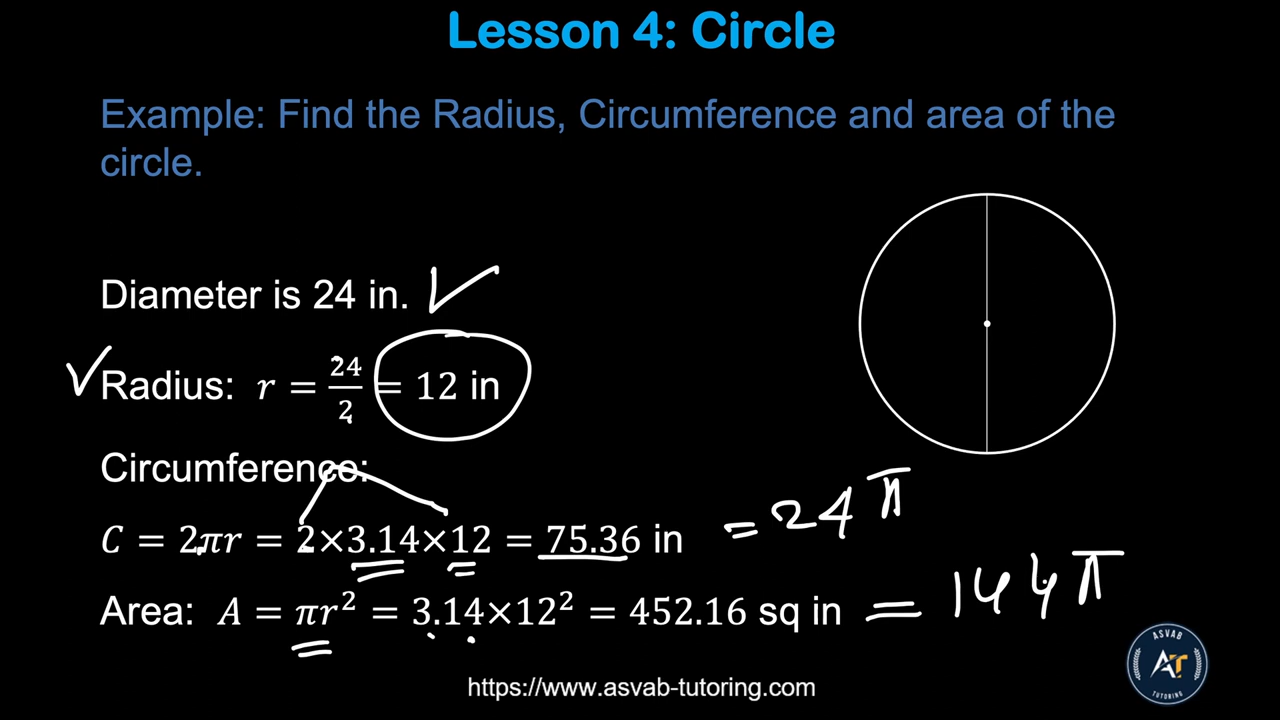 Lesson 4: Circle
Example: Find the Radius, Circumference and area of the
circle.
Diameter is 24 in.
Radius: r = 24/2 = 12 in
Circumference:
C = 2πr = 2×3.14×12 = 75.36 in = 24π
Area: A = πr² = 3.14×12² = 452.16 sq in = 144π
https://www.asvab-tutoring.com
ASVAB
AT
TUTORING